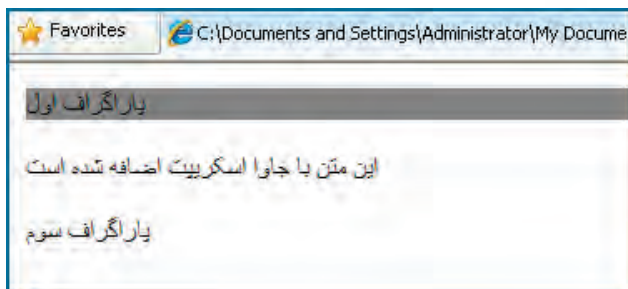 Favorites
C:\Documents and Settings\Administrator\My Docume
پاراگراف اول
این متن با جاوا اسکریپت اضافه شده است
پاراگراف سوم